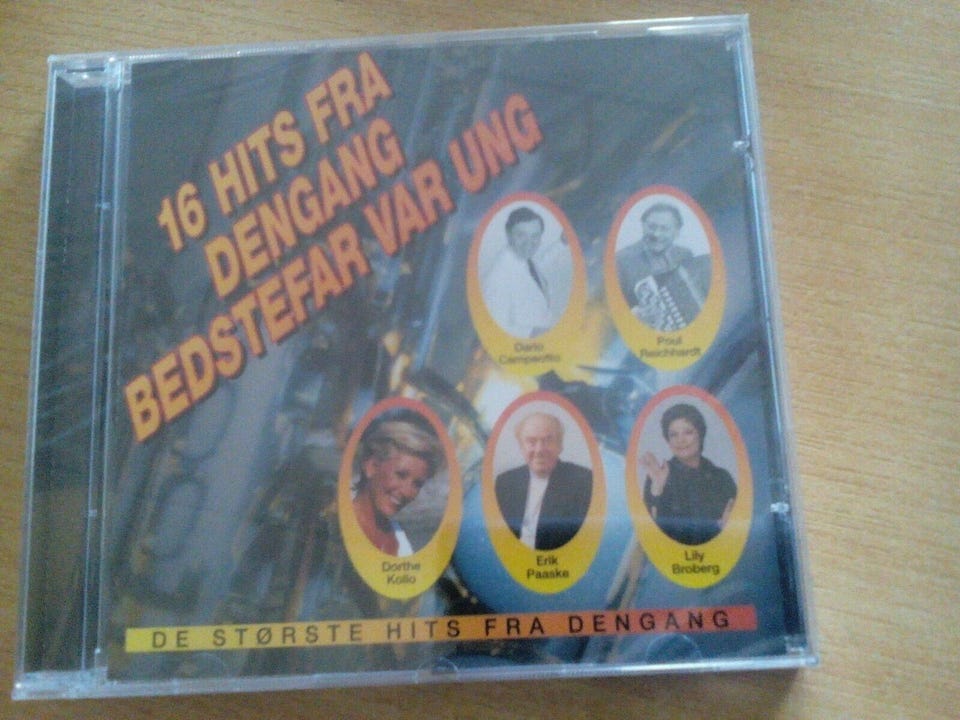 16 HITS FRA
DENGANG
BEDSTEFAR VAR UNG
Dario
Campeotto
Poul
Reichhardt
Dorthe
Kollo
Erik
Paaske
Lily
Broberg
DE STØRSTE HITS FRA DENGANG